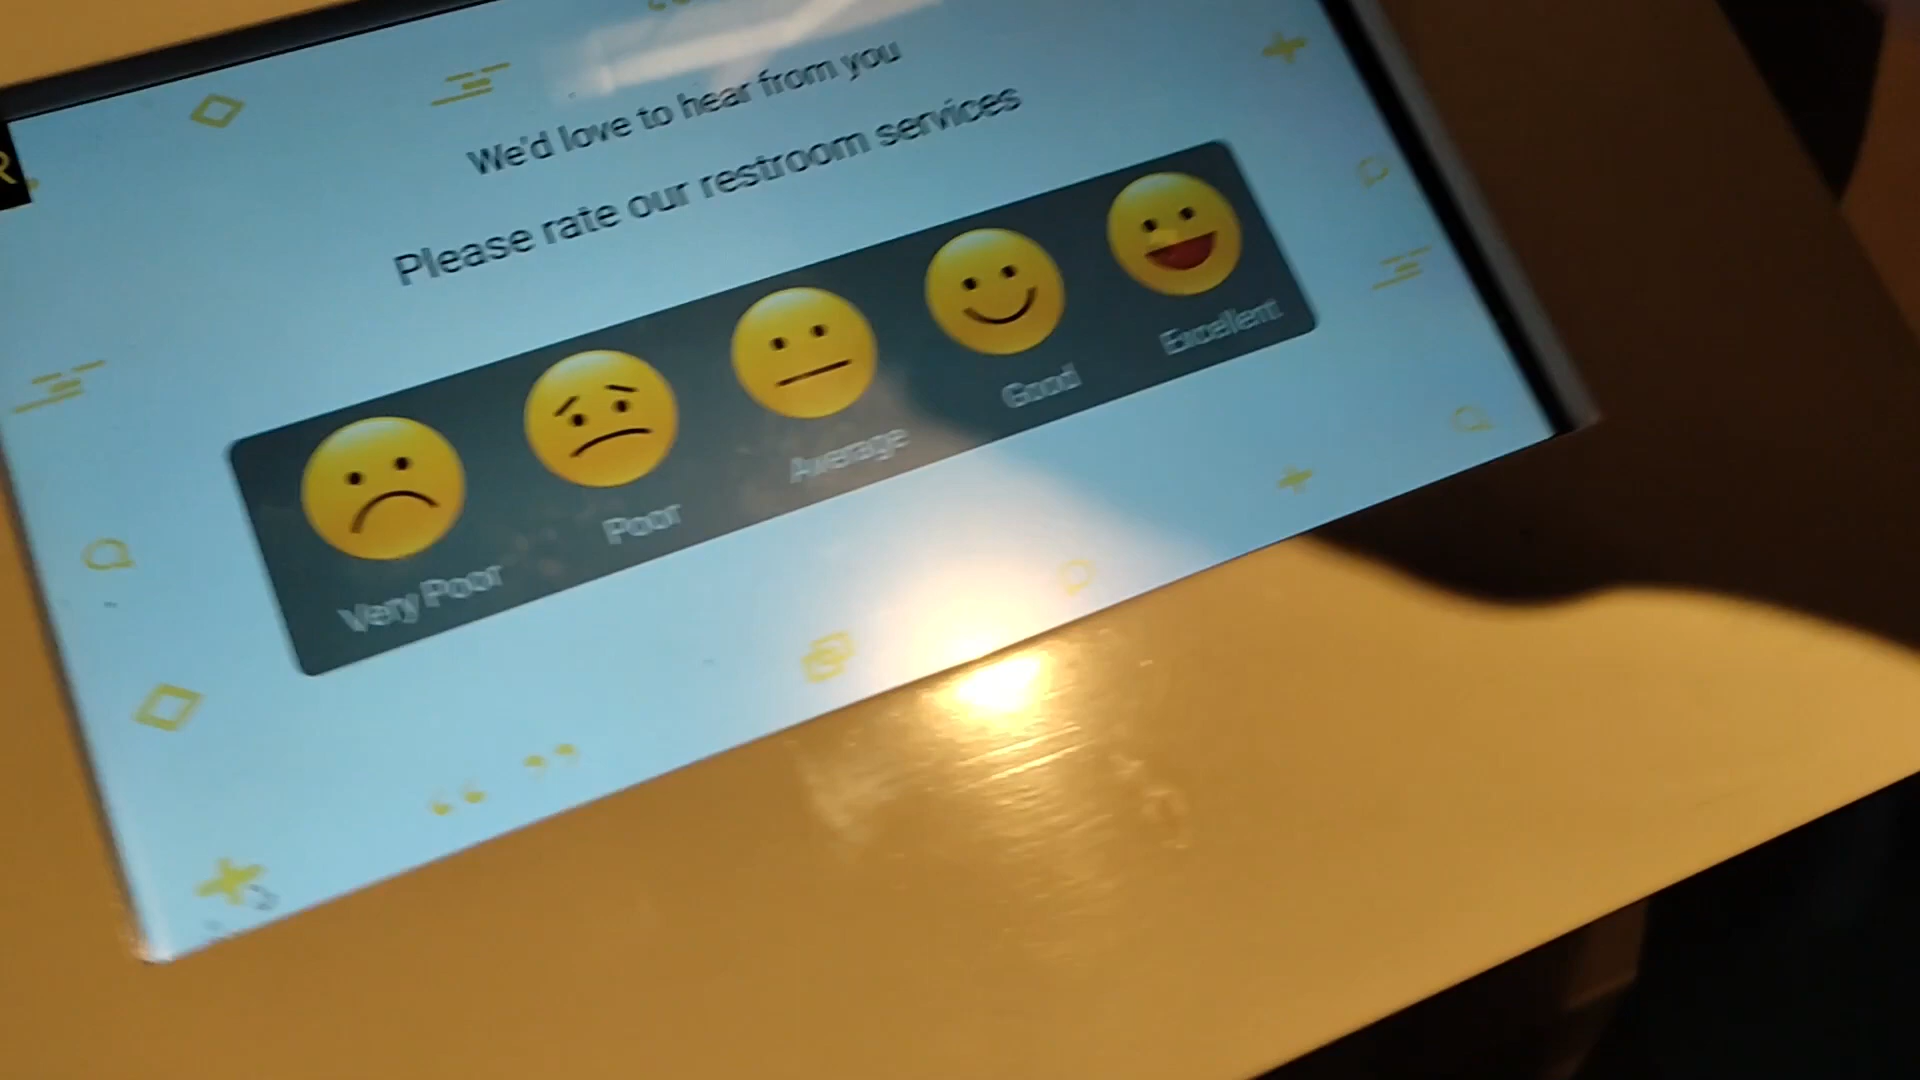 We'd love to hear from you
Please rate our restroom services
Very Poor
Poor
Average
Good
Excellent